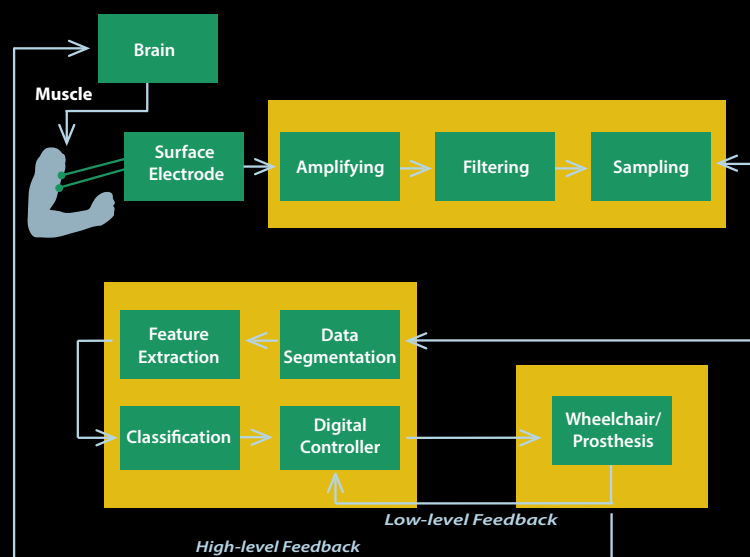 Brain
Muscle
Surface
Electrode
Amplifying
Filtering
Sampling
Feature
Extraction
Data
Segmentation
Classification
Digital
Controller
Wheelchair/
Prosthesis
Low-level Feedback
High-level Feedback